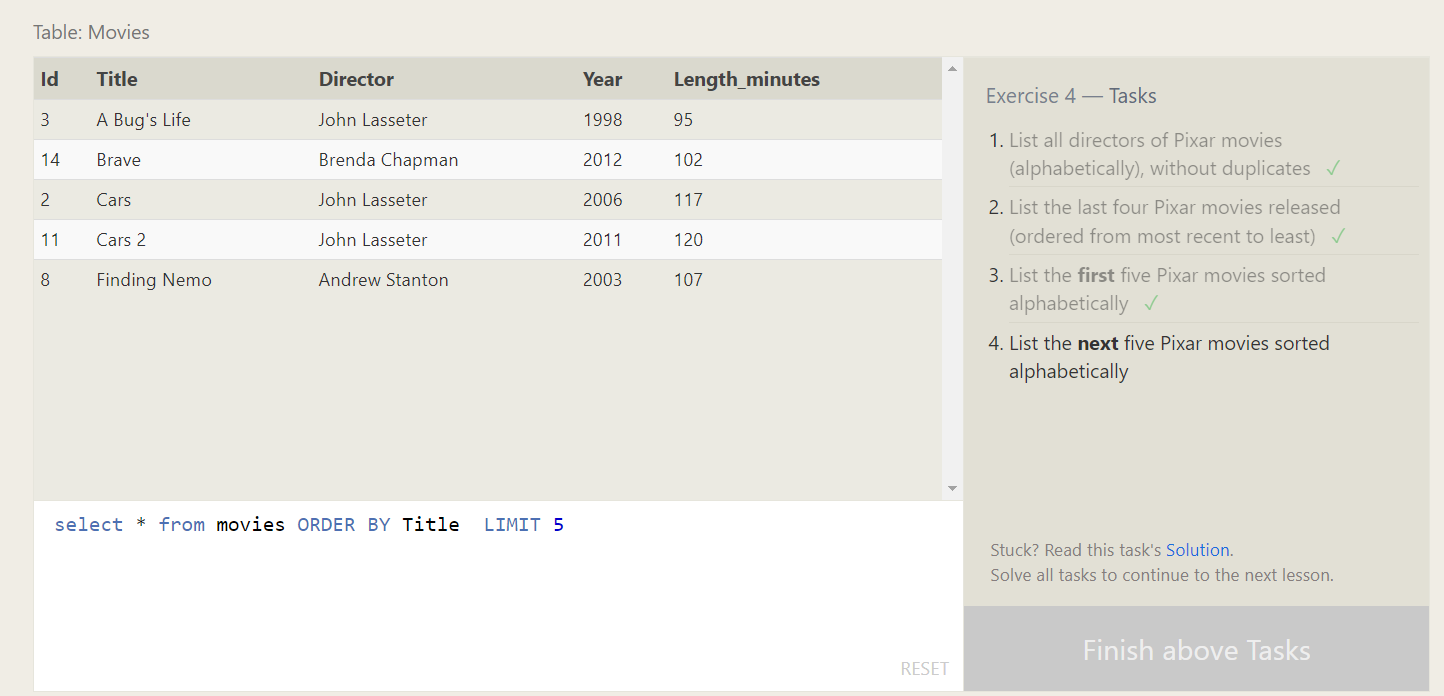 Table: Movies
Id Title Director Year Length_minutes
3 A Bug's Life John Lasseter 1998 95
14 Brave Brenda Chapman 2012 102
2 Cars John Lasseter 2006 117
11 Cars 2 John Lasseter 2011 120
8 Finding Nemo Andrew Stanton 2003 107
select * from movies ORDER BY Title  LIMIT 5
RESET
Exercise 4 — Tasks
1. List all directors of Pixar movies
(alphabetically), without duplicates ✓
2. List the last four Pixar movies released
(ordered from most recent to least) ✓
3. List the first five Pixar movies sorted
alphabetically ✓
4. List the next five Pixar movies sorted
alphabetically
Stuck? Read this task's Solution.
Solve all tasks to continue to the next lesson.
Finish above Tasks